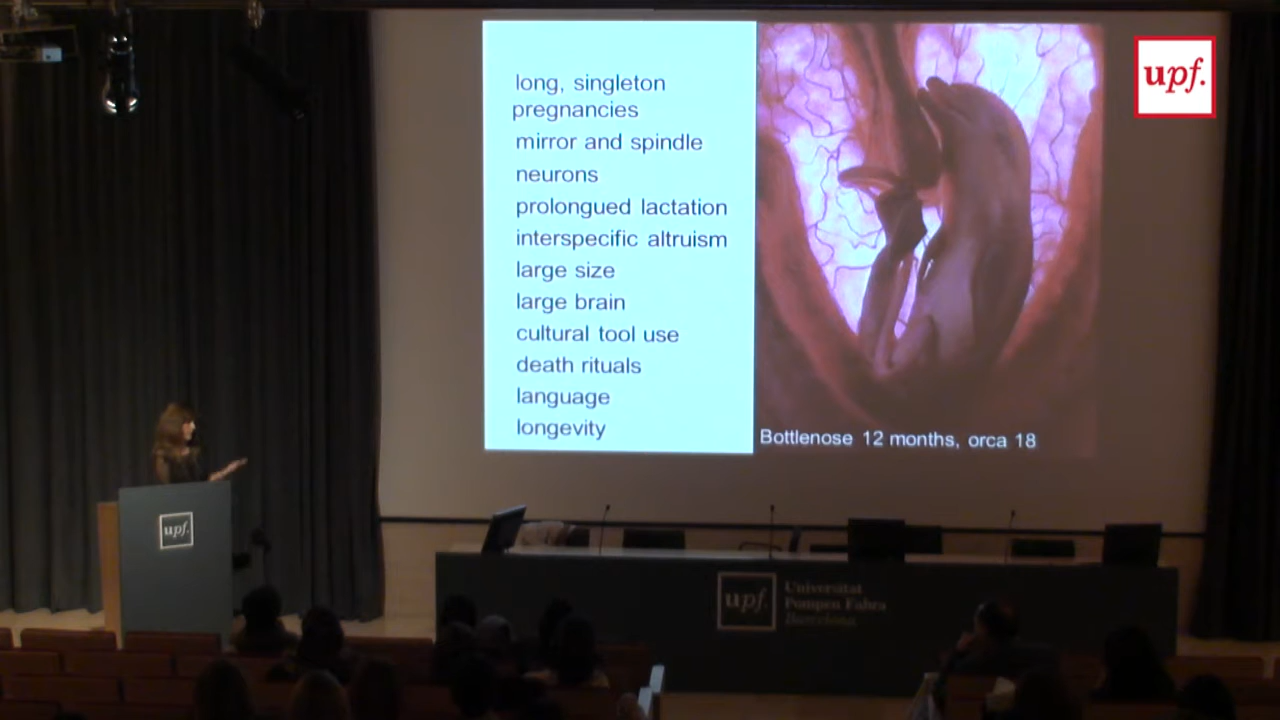 long, singleton
pregnancies
mirror and spindle
neurons
prolongued lactation
interspecific altruism
large size
large brain
cultural tool use
death rituals
language
longevity
Bottlenose 12 months, orca 18
upf.
upf.
upf.
Universitat
Pompeu Fabra
Barcelona